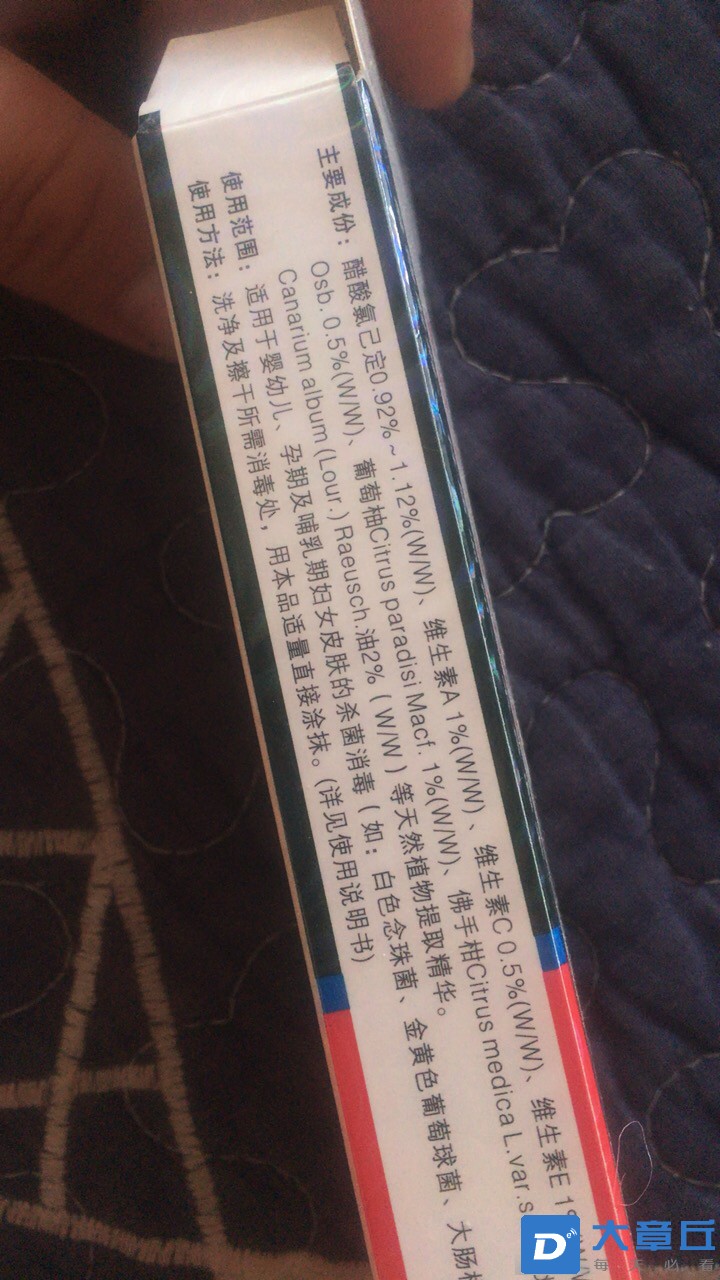 主要成份：醋酸氯己定0.92%~1.12%(W/W)、维生素A 1%(W/W)、维生素C 0.5%(W/W)、维生素E 1%
Osb. 0.5%(W/W)、葡萄柚Citrus paradisi Macf. 1%(W/W)、佛手柑Citrus medica L.var.s
Canarium album (Lour.) Raeusch.油2% (W/W) 等天然植物提取精华。
使用范围：适用于婴幼儿、孕期及哺乳期妇女皮肤的杀菌消毒（如：白色念珠菌、金黄色葡萄球菌、大肠
使用方法：洗净及擦干所需消毒处，用本品适量直接涂抹。(详见使用说明书)
大章丘
每 天 必 看